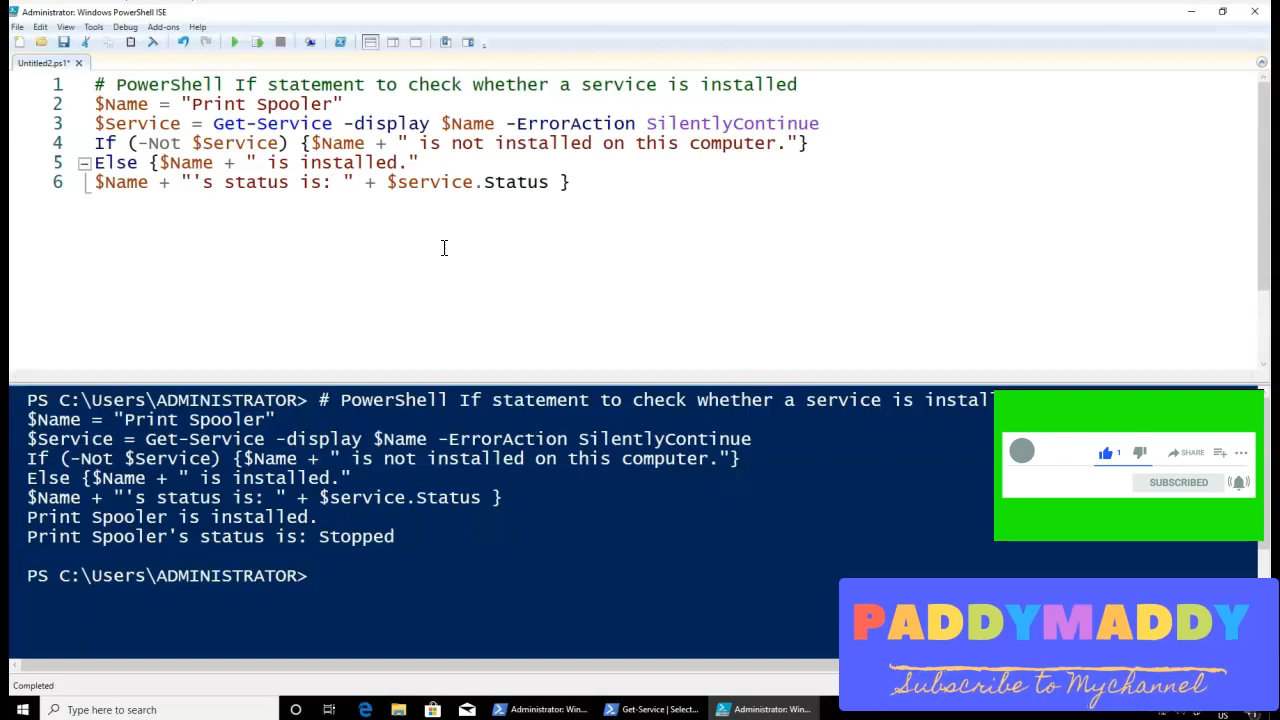 Administrator: Windows PowerShell ISE
File Edit View Tools Debug Add-ons Help
Untitled2.ps1*
1 # PowerShell If statement to check whether a service is installed
2 $Name = "Print Spooler"
3 $Service = Get-Service -display $Name -ErrorAction SilentlyContinue
4 If (-Not $Service) {$Name + " is not installed on this computer."}
5 Else {$Name + " is installed."
6 $Name + "'s status is: " + $service.Status }
PS C:\Users\ADMINISTRATOR> # PowerShell If statement to check whether a service is install
$Name = "Print Spooler"
$Service = Get-Service -display $Name -ErrorAction SilentlyContinue
If (-Not $Service) {$Name + " is not installed on this computer."}
Else {$Name + " is installed."
$Name + "'s status is: " + $service.Status }
Print Spooler is installed.
Print Spooler's status is: Stopped
PS C:\Users\ADMINISTRATOR>
1 SHARE
SUBSCRIBED
PADDYMADDY
Subscribe to Mychannel
Completed
Type here to search
Administrator: Win...
Get-Service | Select...
Administrator: Win...
US